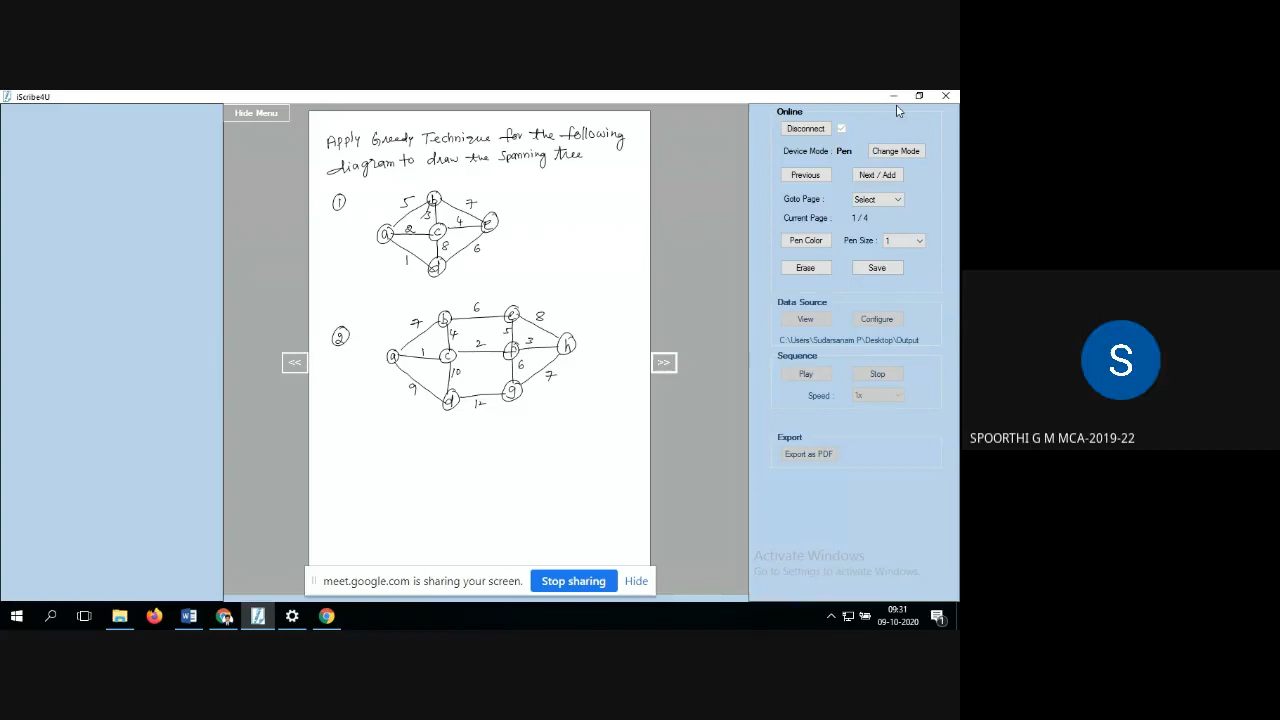 iScribe4U
Hide Menu
Apply Greedy Technique for the following
diagram to draw the spanning tree
1
5
b
7
3
4
a
2
c
e
8
1
6
d
2
6
b
e
8
7
4
5
a
1
c
2
f
3
h
10
6
9
7
d
12
g
<<
>>
Online
Disconnect
Device Mode : Pen
Change Mode
Previous
Next / Add
Goto Page :
Select
Current Page :
1 / 4
Pen Color
Pen Size :
1
Erase
Save
Data Source
View
Configure
C:\Users\Sudarsanam P\Desktop\Output
Sequence
Play
Stop
Speed :
1x
Export
Export as PDF
Activate Windows
Go to Settings to activate Windows.
meet.google.com is sharing your screen.
Stop sharing
Hide
09:31
09-10-2020
1
S
SPOORTHI G M MCA-2019-22